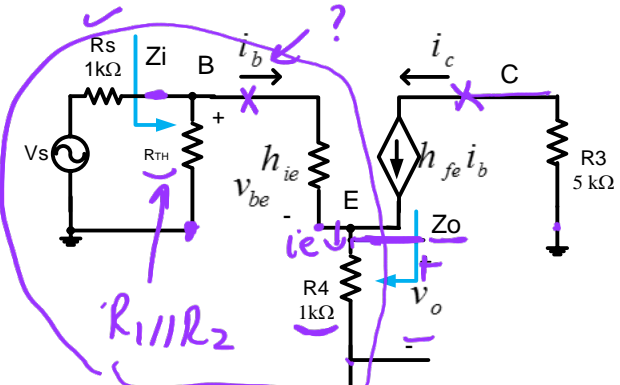 ?
Rs
1kΩ
Zi
B
i_b
i_c
C
+
Vs
R_TH
h_ie
v_be
-
h_fe i_b
R3
5 kΩ
E
ie
Zo
+
R4
1kΩ
v_o
-
R1//R2